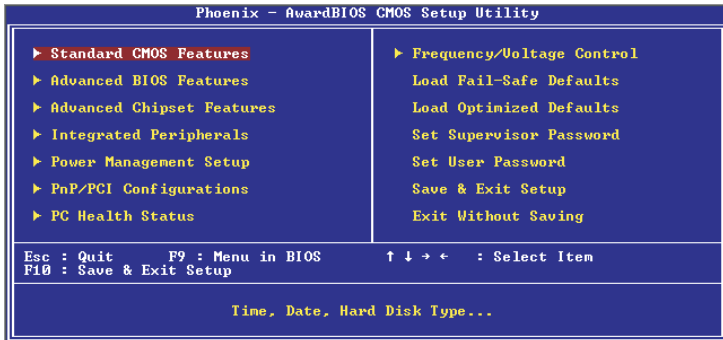 Phoenix - AwardBIOS CMOS Setup Utility
Standard CMOS Features
Advanced BIOS Features
Advanced Chipset Features
Integrated Peripherals
Power Management Setup
PnP/PCI Configurations
PC Health Status
Frequency/Voltage Control
Load Fail-Safe Defaults
Load Optimized Defaults
Set Supervisor Password
Set User Password
Save & Exit Setup
Exit Without Saving
Esc : Quit F9 : Menu in BIOS ↑ ↓ → ← : Select Item
F10 : Save & Exit Setup
Time, Date, Hard Disk Type...